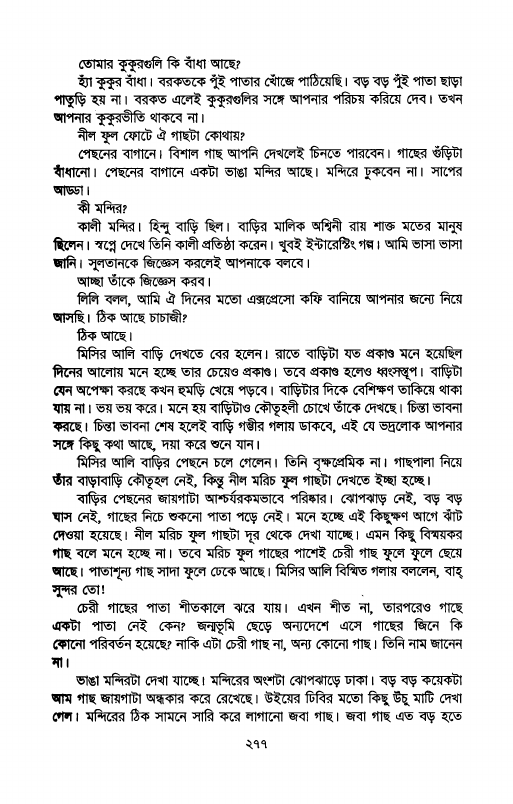 তোমার কুকুরগুলি কি বাঁধা আছে?
হ্যাঁ কুকুর বাঁধা। বরকতকে পুঁই পাতার খোঁজে পাঠিয়েছি। বড় বড় পুঁই পাতা ছাড়া
পাতুড়ি হয় না। বরকত এলেই কুকুরগুলির সঙ্গে আপনার পরিচয় করিয়ে দেব। তখন
আপনার কুকুরভীতি থাকবে না।
নীল ফুল ফোটে ঐ গাছটা কোথায়?
পেছনের বাগানে। বিশাল গাছ আপনি দেখলেই চিনতে পারবেন। গাছের গুঁড়িটা
বাঁধানো। পেছনের বাগানে একটা ভাঙা মন্দির আছে। মন্দিরে ঢুকবেন না। সাপের
আড্ডা।
কী মন্দির?
কালী মন্দির। হিন্দু বাড়ি ছিল। বাড়ির মালিক অশ্বিনী রায় শাক্ত মতের মানুষ
ছিলেন। স্বপ্নে দেখে তিনি কালী প্রতিষ্ঠা করেন। খুবই ইন্টারেস্টিং গল্প। আমি ভাসা ভাসা
জানি। সুলতানকে জিজ্ঞেস করলেই আপনাকে বলবে।
আচ্ছা তাঁকে জিজ্ঞেস করব।
লিলি বলল, আমি ঐ দিনের মতো এক্সপ্রেসো কফি বানিয়ে আপনার জন্যে নিয়ে
আসছি। ঠিক আছে চাচাজী?
ঠিক আছে।
মিসির আলি বাড়ি দেখতে বের হলেন। রাতে বাড়িটা যত প্রকাণ্ড মনে হয়েছিল
দিনের আলোয় মনে হচ্ছে তার চেয়েও প্রকাণ্ড। তবে প্রকাণ্ড হলেও ধ্বংসস্তূপ। বাড়িটা
যেন অপেক্ষা করছে কখন হুমড়ি খেয়ে পড়বে। বাড়িটার দিকে বেশিক্ষণ তাকিয়ে থাকা
যায় না। ভয় ভয় করে। মনে হয় বাড়িটাও কৌতূহলী চোখে তাঁকে দেখছে। চিন্তা ভাবনা
করছে। চিন্তা ভাবনা শেষ হলেই বাড়ি গম্ভীর গলায় ডাকবে, এই যে ভদ্রলোক আপনার
সঙ্গে কিছু কথা আছে, দয়া করে শুনে যান।
মিসির আলি বাড়ির পেছনে চলে গেলেন। তিনি বৃক্ষপ্রেমিক না। গাছপালা নিয়ে
তাঁর বাড়াবাড়ি কৌতূহল নেই, কিন্তু নীল মরিচ ফুল গাছটা দেখতে ইচ্ছা হচ্ছে।
বাড়ির পেছনের জায়গাটা আশ্চর্যরকমভাবে পরিষ্কার। ঝোপঝাড় নেই, বড় বড়
ঘাস নেই, গাছের নিচে শুকনো পাতা পড়ে নেই। মনে হচ্ছে এই কিছুক্ষণ আগে ঝাঁট
দেওয়া হয়েছে। নীল মরিচ ফুল গাছটা দূর থেকে দেখা যাচ্ছে। এমন কিছু বিস্ময়কর
গাছ বলে মনে হচ্ছে না। তবে মরিচ ফুল গাছের পাশেই চেরী গাছ ফুলে ফুলে ছেয়ে
আছে। পাতাশূন্য গাছ সাদা ফুলে ঢেকে আছে। মিসির আলি বিস্মিত গলায় বললেন, বাহ্
সুন্দর তো!
চেরী গাছের পাতা শীতকালে ঝরে যায়। এখন শীত না, তারপরেও গাছে
একটা পাতা নেই কেন? জন্মভূমি ছেড়ে অন্যদেশে এসে গাছের জিনে কি
কোনো পরিবর্তন হয়েছে? নাকি এটা চেরী গাছ না, অন্য কোনো গাছ। তিনি নাম জানেন
না।
ভাঙা মন্দিরটা দেখা যাচ্ছে। মন্দিরের অংশটা ঝোপঝাড়ে ঢাকা। বড় বড় কয়েকটা
আম গাছ জায়গাটা অন্ধকার করে রেখেছে। উইয়ের ঢিবির মতো কিছু উঁচু মাটি দেখা
গেল। মন্দিরের ঠিক সামনে সারি করে লাগানো জবা গাছ। জবা গাছ এত বড় হতে
২৭৭